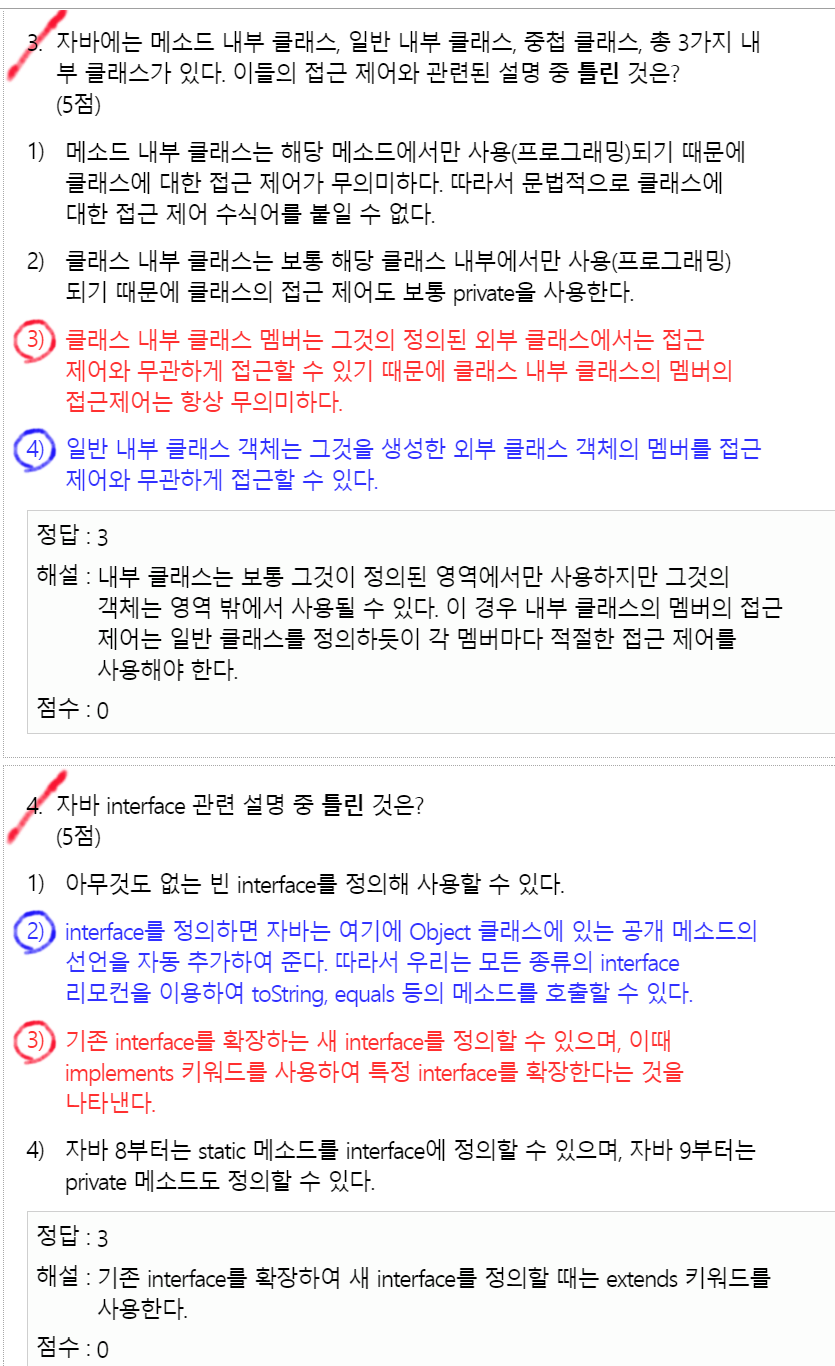 3. 자바에는 메소드 내부 클래스, 일반 내부 클래스, 중첩 클래스, 총 3가지 내
부 클래스가 있다. 이들의 접근 제어와 관련된 설명 중 틀린 것은?
(5점)
1) 메소드 내부 클래스는 해당 메소드에서만 사용(프로그래밍)되기 때문에
클래스에 대한 접근 제어가 무의미하다. 따라서 문법적으로 클래스에
대한 접근 제어 수식어를 붙일 수 없다.
2) 클래스 내부 클래스는 보통 해당 클래스 내부에서만 사용(프로그래밍)
되기 때문에 클래스의 접근 제어도 보통 private을 사용한다.
3) 클래스 내부 클래스 멤버는 그것의 정의된 외부 클래스에서는 접근
제어와 무관하게 접근할 수 있기 때문에 클래스 내부 클래스의 멤버의
접근제어는 항상 무의미하다.
4) 일반 내부 클래스 객체는 그것을 생성한 외부 클래스 객체의 멤버를 접근
제어와 무관하게 접근할 수 있다.
정답 : 3
해설 : 내부 클래스는 보통 그것이 정의된 영역에서만 사용하지만 그것의
객체는 영역 밖에서 사용될 수 있다. 이 경우 내부 클래스의 멤버의 접근
제어는 일반 클래스를 정의하듯이 각 멤버마다 적절한 접근 제어를
사용해야 한다.
점수 : 0
4. 자바 interface 관련 설명 중 틀린 것은?
(5점)
1) 아무것도 없는 빈 interface를 정의해 사용할 수 있다.
2) interface를 정의하면 자바는 여기에 Object 클래스에 있는 공개 메소드의
선언을 자동 추가하여 준다. 따라서 우리는 모든 종류의 interface
리모컨을 이용하여 toString, equals 등의 메소드를 호출할 수 있다.
3) 기존 interface를 확장하는 새 interface를 정의할 수 있으며, 이때
implements 키워드를 사용하여 특정 interface를 확장한다는 것을
나타낸다.
4) 자바 8부터는 static 메소드를 interface에 정의할 수 있으며, 자바 9부터는
private 메소드도 정의할 수 있다.
정답 : 3
해설 : 기존 interface를 확장하여 새 interface를 정의할 때는 extends 키워드를
사용한다.
점수 : 0